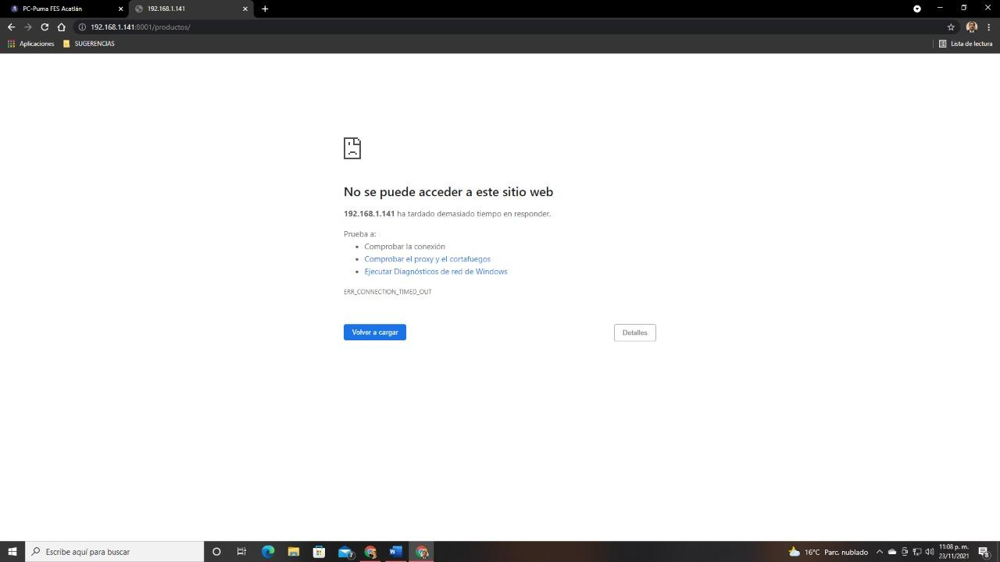 PC-Puma FES Acatlán
192.168.1.141
192.168.1.141:8001/productos/
Aplicaciones
SUGERENCIAS
Lista de lectura
No se puede acceder a este sitio web
192.168.1.141 ha tardado demasiado tiempo en responder.
Prueba a:
Comprobar la conexión
Comprobar el proxy y el cortafuegos
Ejecutar Diagnósticos de red de Windows
ERR_CONNECTION_TIMED_OUT
Volver a cargar
Detalles
Escribe aquí para buscar
16°C Parc. nublado
11:08 p. m.
23/11/2021